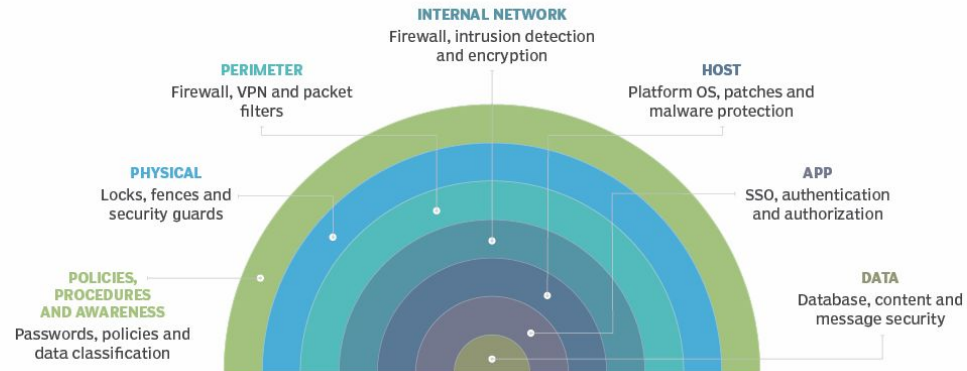 INTERNAL NETWORK
Firewall, intrusion detection
and encryption
PERIMETER
Firewall, VPN and packet
filters
HOST
Platform OS, patches and
malware protection
PHYSICAL
Locks, fences and
security guards
APP
SSO, authentication
and authorization
POLICIES,
PROCEDURES
AND AWARENESS
Passwords, policies and
data classification
DATA
Database, content and
message security